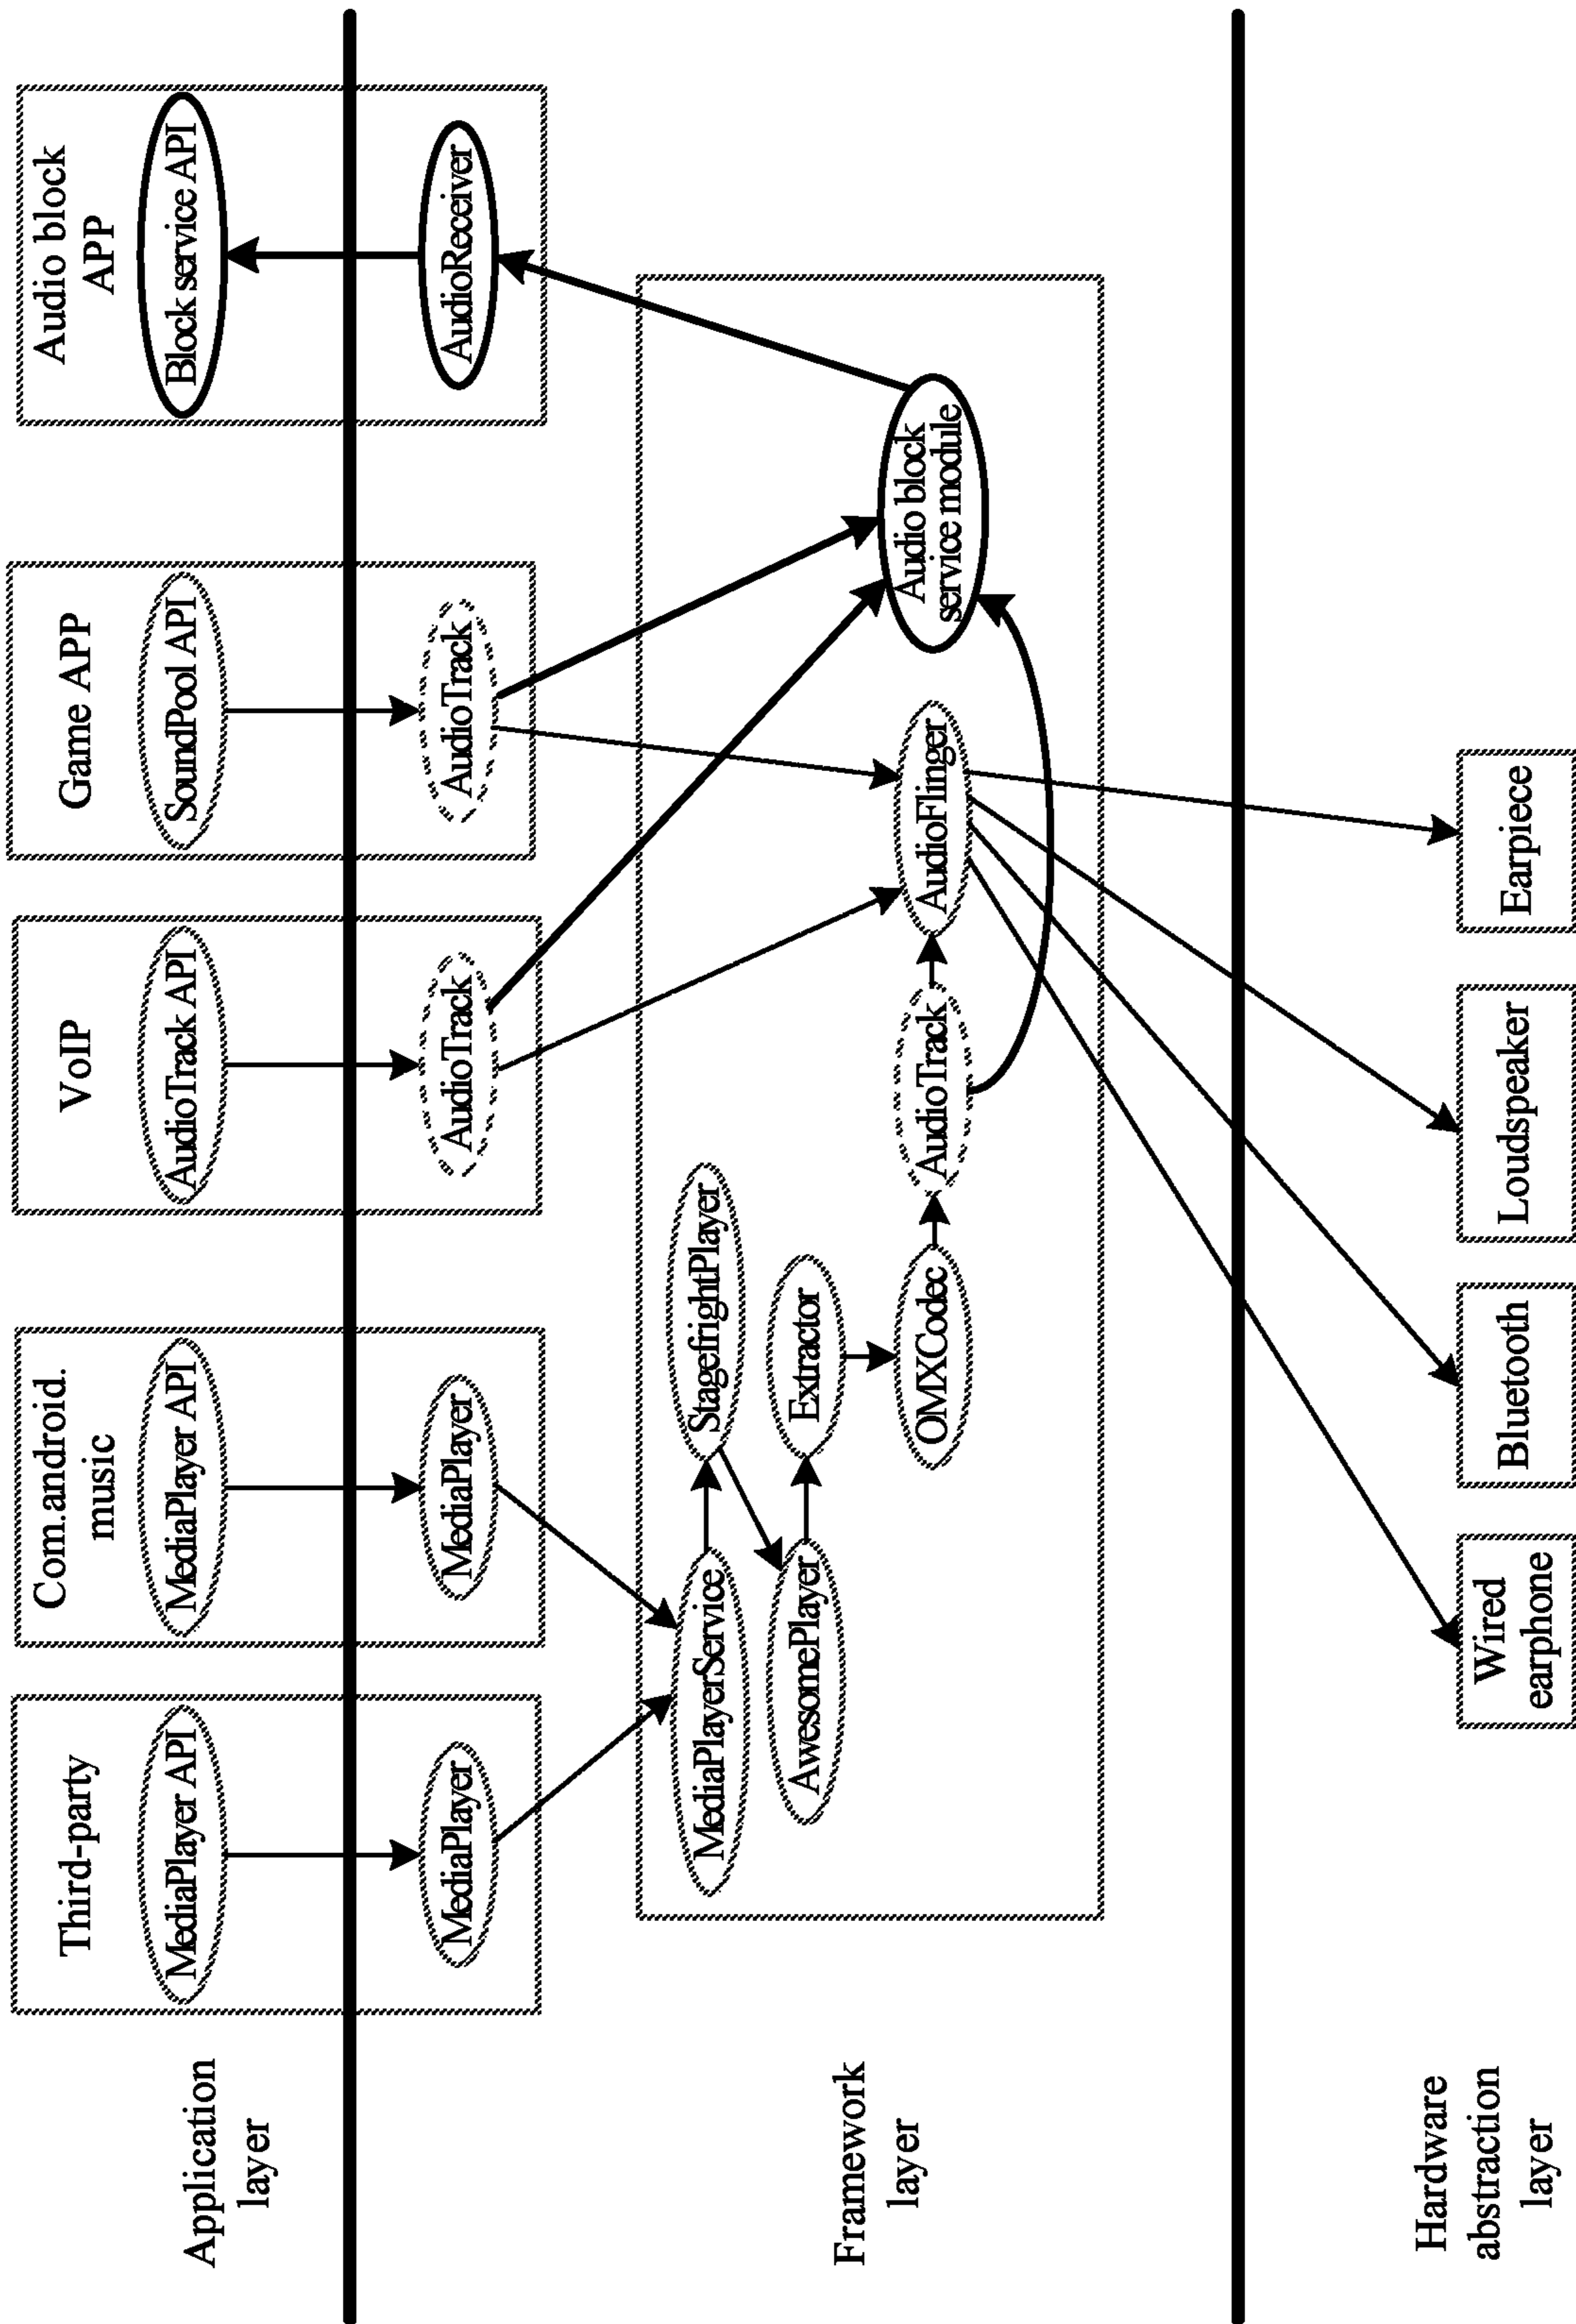 Application
layer
Third-party
MediaPlayer API
MediaPlayer
Com.android.
music
MediaPlayer API
MediaPlayer
VoIP
AudioTrack API
AudioTrack
Game APP
SoundPool API
AudioTrack
Audio block
APP
Block service API
AudioReceiver
Framework
layer
MediaPlayerService
StagefrightPlayer
AwesomePlayer
Extractor
OMXCodec
AudioTrack
AudioFlinger
Audio block
service module
Hardware
abstraction
layer
Wired
earphone
Bluetooth
Loudspeaker
Earpiece